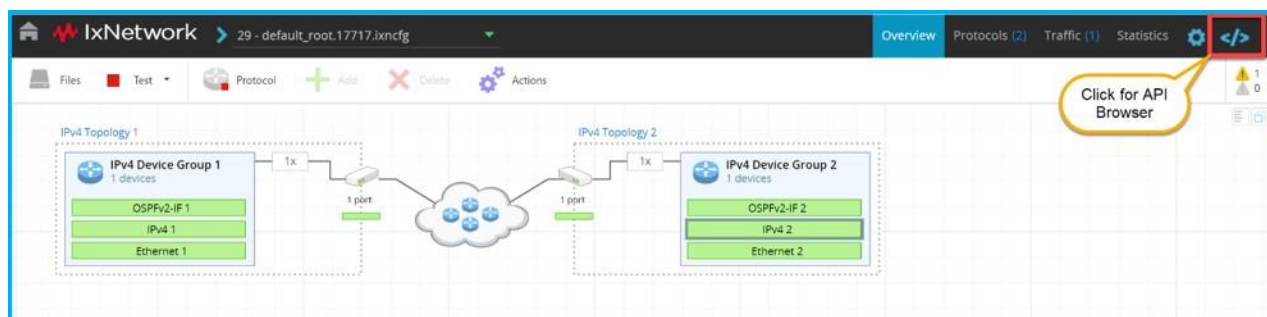 IxNetwork 29 - default_root.17717.ixncfg Overview Protocols (2) Traffic (1) Statistics </>
Files Test Protocol Add Delete Actions 1
0
Click for API
Browser
IPv4 Topology 1 IPv4 Topology 2
IPv4 Device Group 1 1x 1x IPv4 Device Group 2
1 devices 1 devices
1 port 1 port
OSPFv2-IF 1 OSPFv2-IF 2
IPv4 1 IPv4 2
Ethernet 1 Ethernet 2